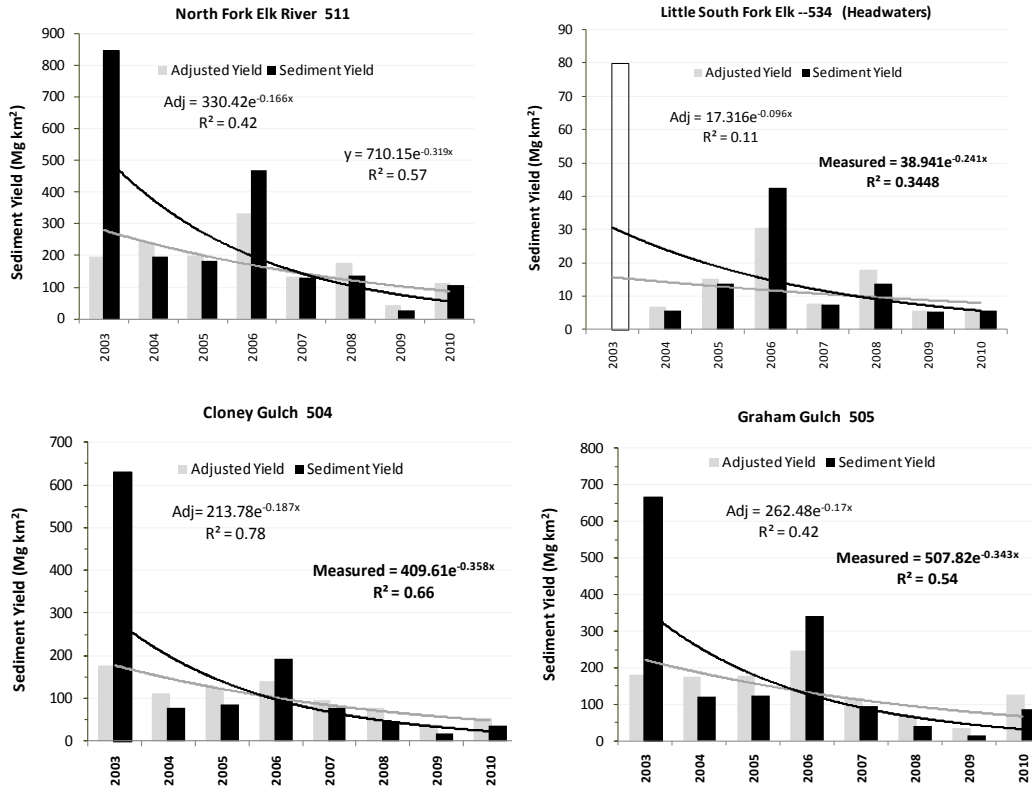 North Fork Elk River 511
900
800
700
600
500
400
300
200
100
0
Sediment Yield (Mg km²)
Adjusted Yield Sediment Yield
Adj = 330.42e^-0.166x
R² = 0.42
y = 710.15e^-0.319x
R² = 0.57
2003 2004 2005 2006 2007 2008 2009 2010
Little South Fork Elk --534 (Headwaters)
90
80
70
60
50
40
30
20
10
0
Sediment Yield (Mg km²)
Adjusted Yield Sediment Yield
Adj = 17.316e^-0.096x
R² = 0.11
Measured = 38.941e^-0.241x
R² = 0.3448
2003 2004 2005 2006 2007 2008 2009 2010
Cloney Gulch 504
700
600
500
400
300
200
100
0
Sediment Yield (Mg km²)
Adjusted Yield Sediment Yield
Adj= 213.78e^-0.187x
R² = 0.78
Measured = 409.61e^-0.358x
R² = 0.66
2003 2004 2005 2006 2007 2008 2009 2010
Graham Gulch 505
800
700
600
500
400
300
200
100
0
Sediment Yield (Mg km²)
Adjusted Yield Sediment Yield
Adj = 262.48e^-0.17x
R² = 0.42
Measured = 507.82e^-0.343x
R² = 0.54
2003 2004 2005 2006 2007 2008 2009 2010